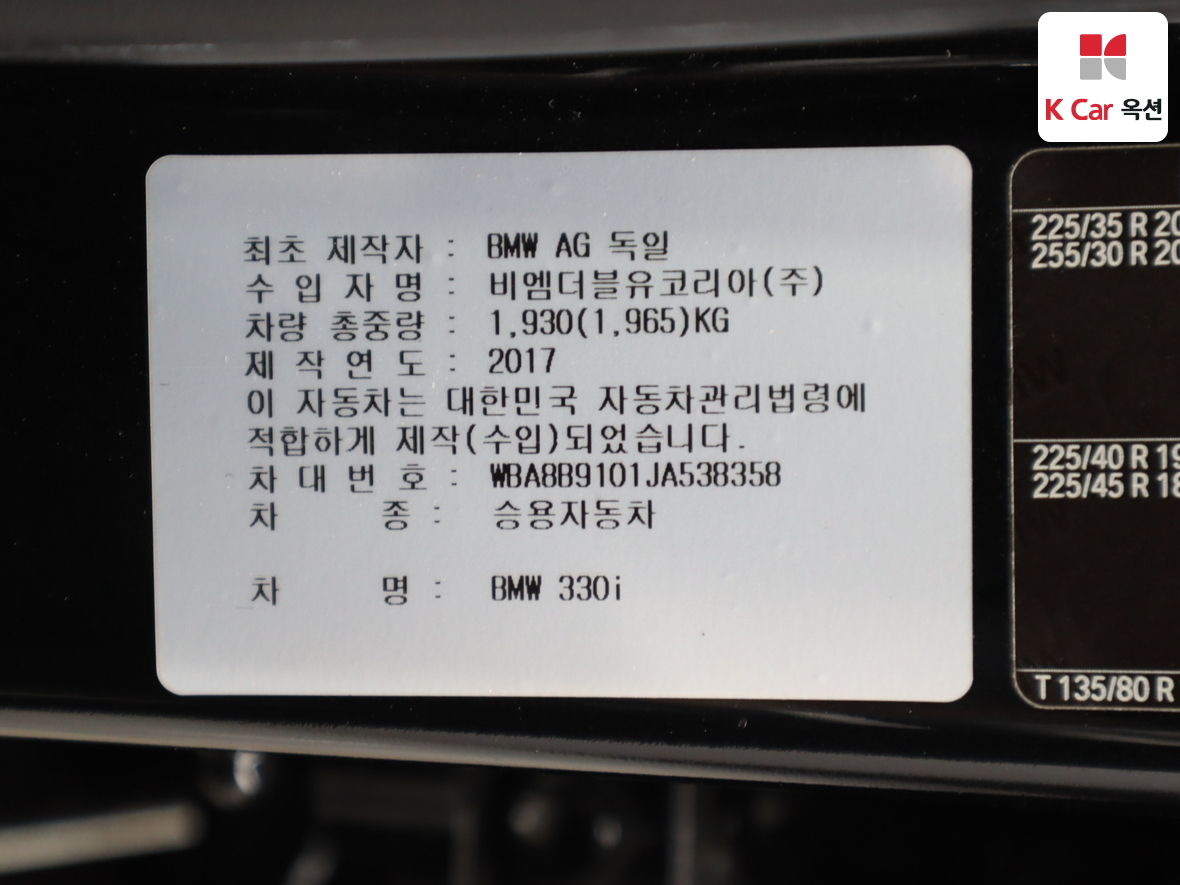 K Car 옥션
최초 제작자 : BMW AG 독일
수 입 자 명 : 비엠더블유코리아(주)
차량 총중량 : 1,930(1,965)KG
제 작 연 도 : 2017
이 자동차는 대한민국 자동차관리법령에
적합하게 제작(수입)되었습니다.
차 대 번 호 : WBA8B9101JA538358
차 종 : 승용자동차
차 명 : BMW 330i
225/35 R 20
255/30 R 20
225/40 R 19
225/45 R 18
T 135/80 R